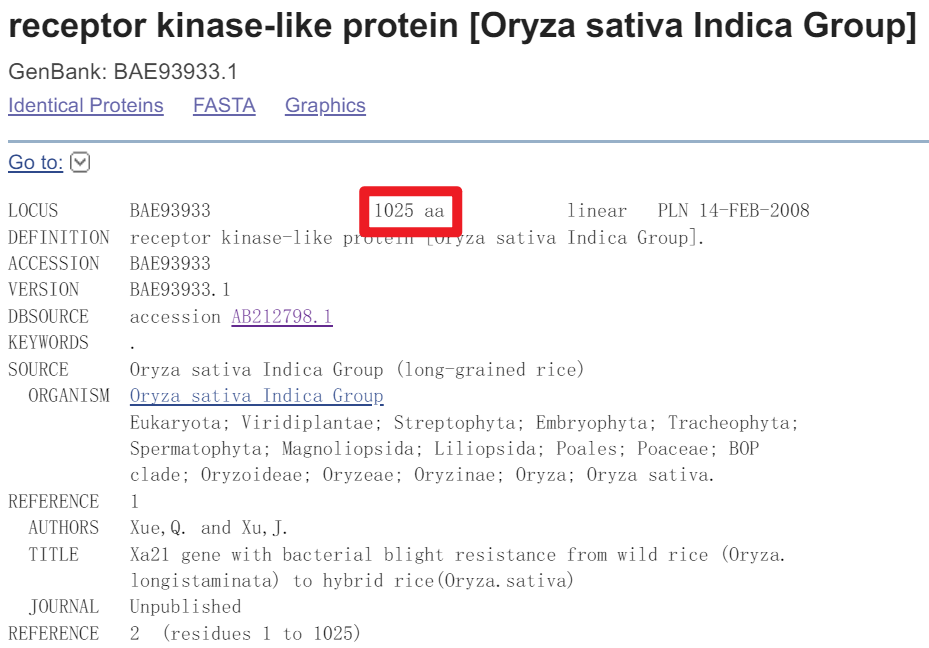 receptor kinase-like protein [Oryza sativa Indica Group]
GenBank: BAE93933.1
Identical Proteins FASTA Graphics
Go to:
LOCUS BAE93933 1025 aa linear PLN 14-FEB-2008
DEFINITION receptor kinase-like protein [Oryza sativa Indica Group].
ACCESSION BAE93933
VERSION BAE93933.1
DBSOURCE accession AB212798.1
KEYWORDS .
SOURCE Oryza sativa Indica Group (long-grained rice)
ORGANISM Oryza sativa Indica Group
Eukaryota; Viridiplantae; Streptophyta; Embryophyta; Tracheophyta;
Spermatophyta; Magnoliopsida; Liliopsida; Poales; Poaceae; BOP
clade; Oryzoideae; Oryzeae; Oryzinae; Oryza; Oryza sativa.
REFERENCE 1
AUTHORS Xue,Q. and Xu,J.
TITLE Xa21 gene with bacterial blight resistance from wild rice (Oryza.
longistaminata) to hybrid rice(Oryza.sativa)
JOURNAL Unpublished
REFERENCE 2 (residues 1 to 1025)